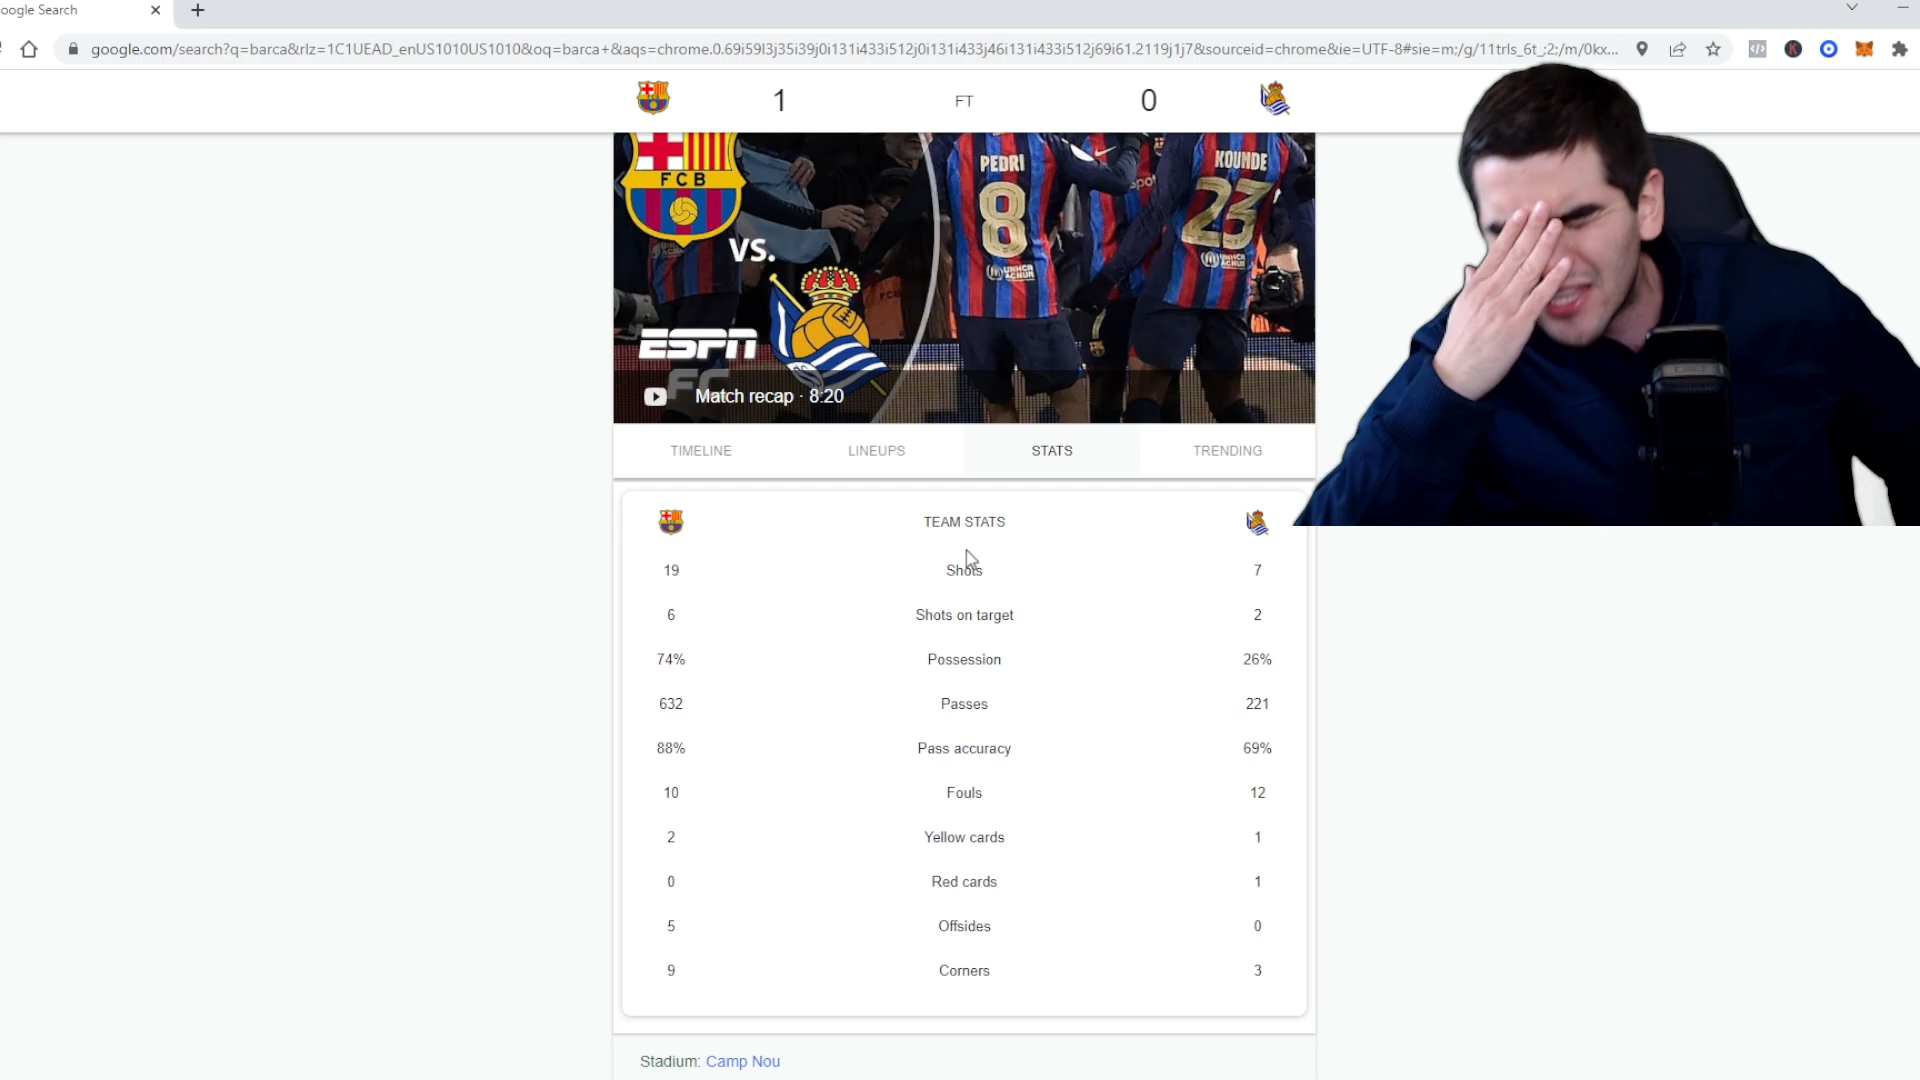 oogle Search
google.com/search?q=barca&rlz=1C1UEAD_enUS1010US1010&oq=barca+&aqs=chrome.0.69i59l3j35i39j0i131i433i512j0i131i433j46i131i433i512j69i61.2119j1j7&sourceid=chrome&ie=UTF-8#sie=m;/g/11trls_6t_;2;/m/0kx...
1 FT 0
PEDRI
8
KOUNDE
23
FCB
VS.
unhcr
ACNUR
ESPN
FC
Match recap · 8:20
TIMELINE LINEUPS STATS TRENDING
TEAM STATS
19 Shots 7
6 Shots on target 2
74% Possession 26%
632 Passes 221
88% Pass accuracy 69%
10 Fouls 12
2 Yellow cards 1
0 Red cards 1
5 Offsides 0
9 Corners 3
Stadium: Camp Nou